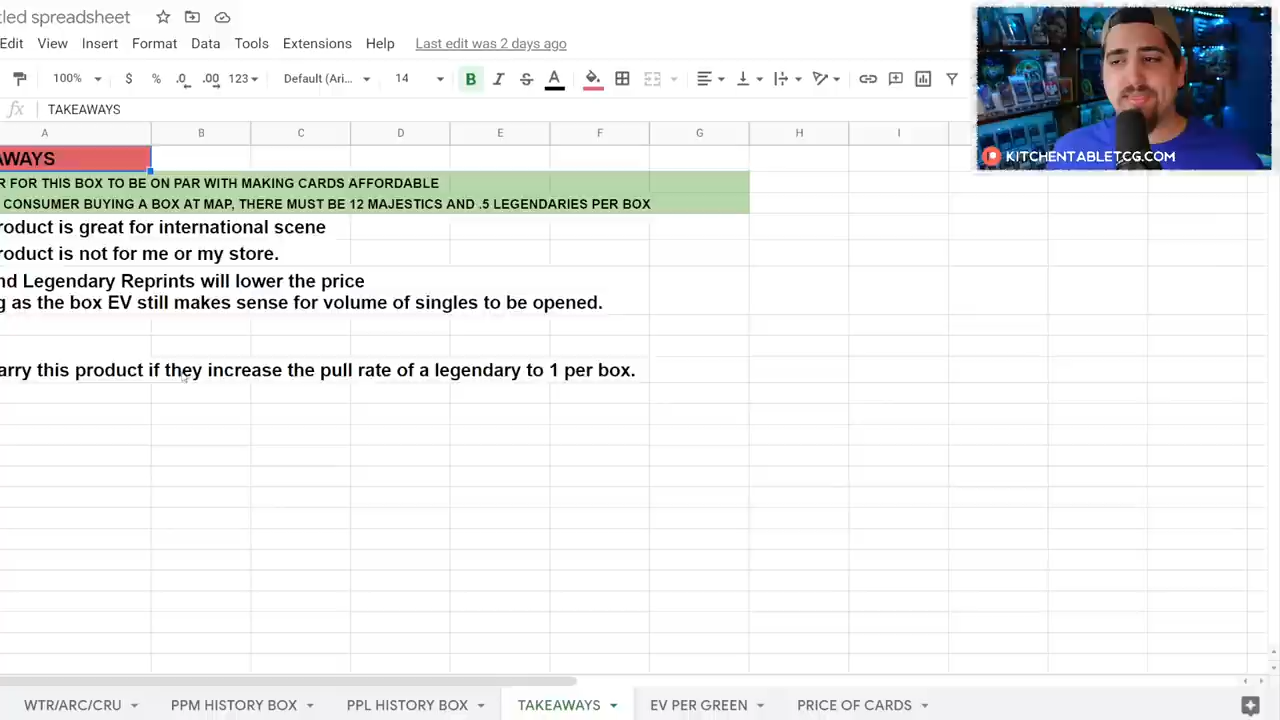 tled spreadsheet
Edit View Insert Format Data Tools Extensions Help Last edit was 2 days ago
100% $ % .0 .00 123 Default (Ari... 14 B I S A
fx TAKEAWAYS
A B C D E F G H I
AWAYS
R FOR THIS BOX TO BE ON PAR WITH MAKING CARDS AFFORDABLE
CONSUMER BUYING A BOX AT MAP, THERE MUST BE 12 MAJESTICS AND .5 LEGENDARIES PER BOX
roduct is great for international scene
roduct is not for me or my store.
nd Legendary Reprints will lower the price
g as the box EV still makes sense for volume of singles to be opened.
arry this product if they increase the pull rate of a legendary to 1 per box.
KITCHENTABLETCG.COM
WTR/ARC/CRU PPM HISTORY BOX PPL HISTORY BOX TAKEAWAYS EV PER GREEN PRICE OF CARDS